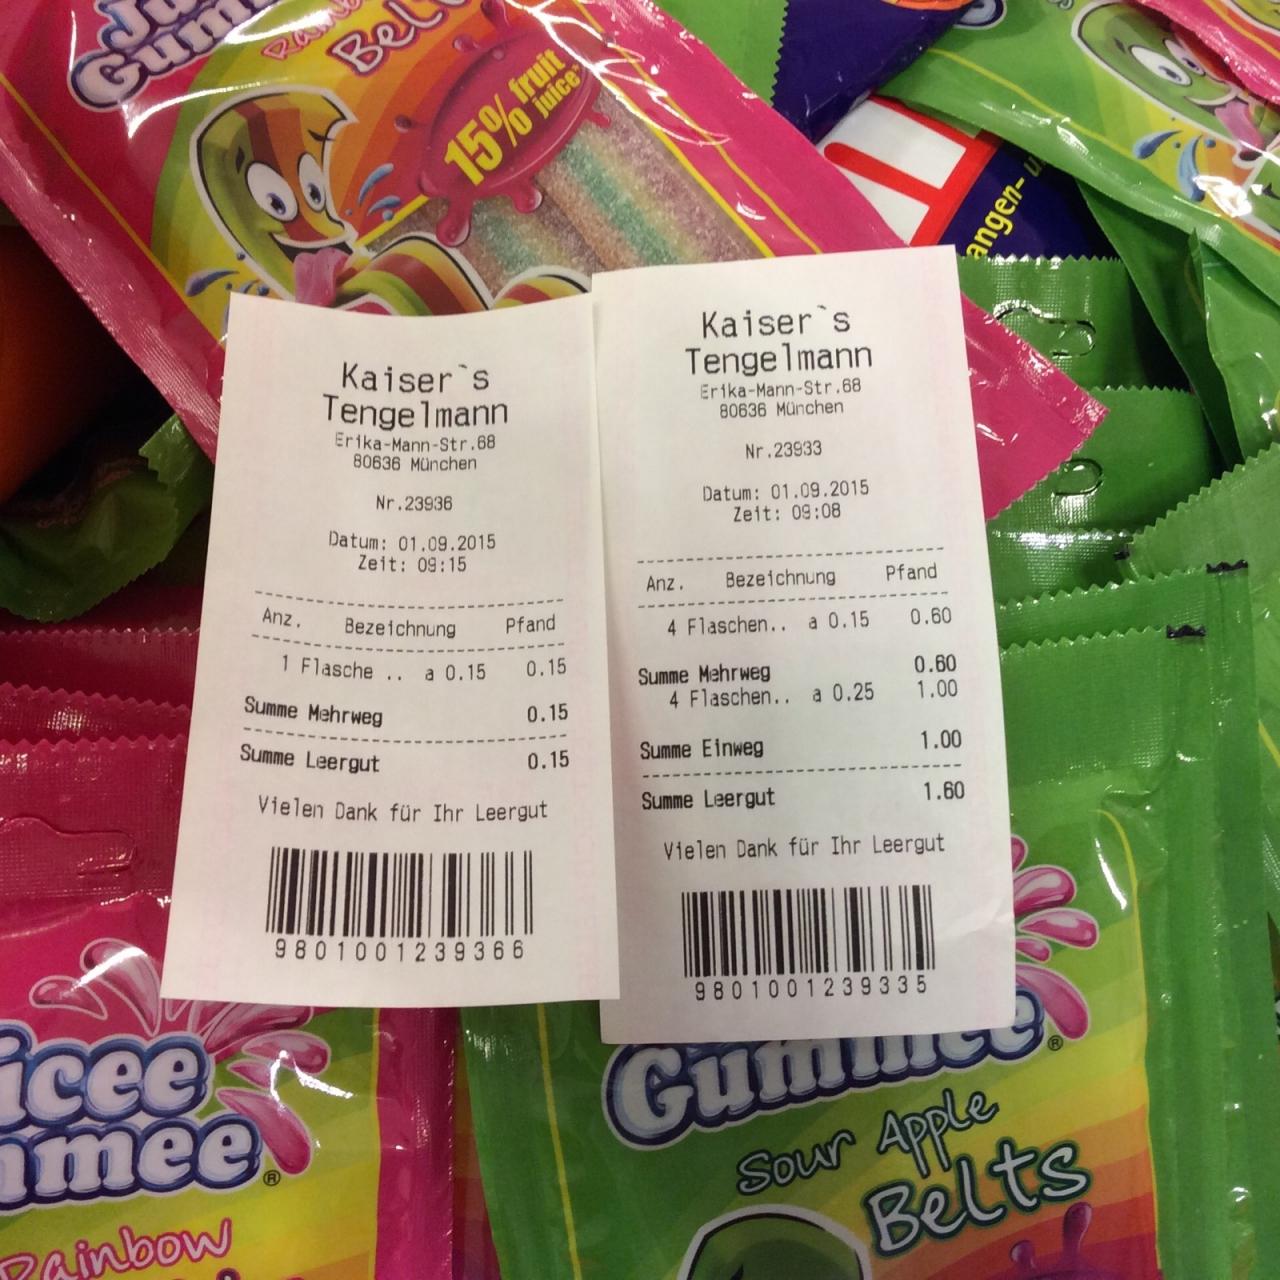 Gum
Rainb
Belt
15% fruit
juice*
angen- u
Kaiser`s
Tengelmann
Erika-Mann-Str.68
80636 München
Nr.23936
Datum: 01.09.2015
Zeit: 09:15
Anz. Bezeichnung Pfand
1 Flasche .. a 0.15 0.15
Summe Mehrweg 0.15
Summe Leergut 0.15
Vielen Dank für Ihr Leergut
9801001239366
Kaiser`s
Tengelmann
Erika-Mann-Str.68
80636 München
Nr.23933
Datum: 01.09.2015
Zeit: 09:08
Anz. Bezeichnung Pfand
4 Flaschen.. a 0.15 0.60
Summe Mehrweg 0.60
4 Flaschen.. a 0.25 1.00
Summe Einweg 1.00
Summe Leergut 1.60
Vielen Dank für Ihr Leergut
9801001239335
icee
mmee®
Rainbow
Gummee®
Sour Apple
Belts